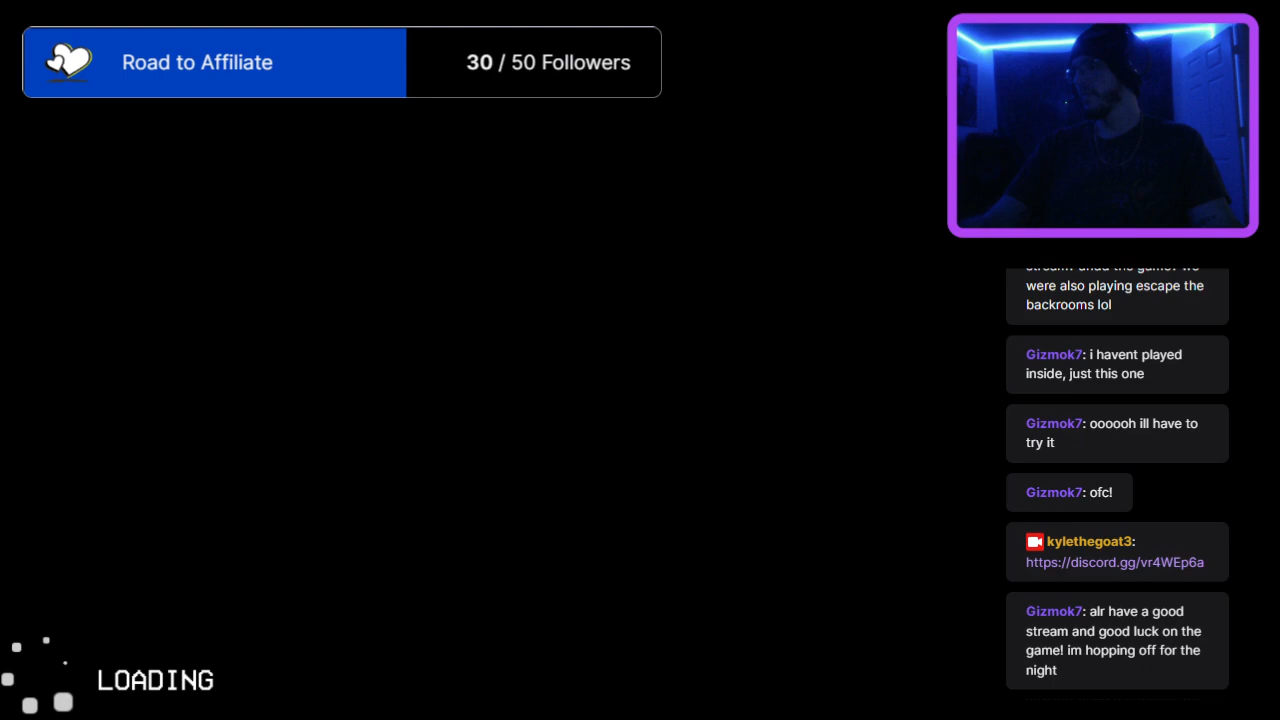 Road to Affiliate
30 / 50 Followers
were also playing escape the
backrooms lol
Gizmok7: i havent played
inside, just this one
Gizmok7: oooooh ill have to
try it
Gizmok7: ofc!
kylethegoat3:
https://discord.gg/vr4WEp6a
Gizmok7: alr have a good
stream and good luck on the
game! im hopping off for the
night
LOADING